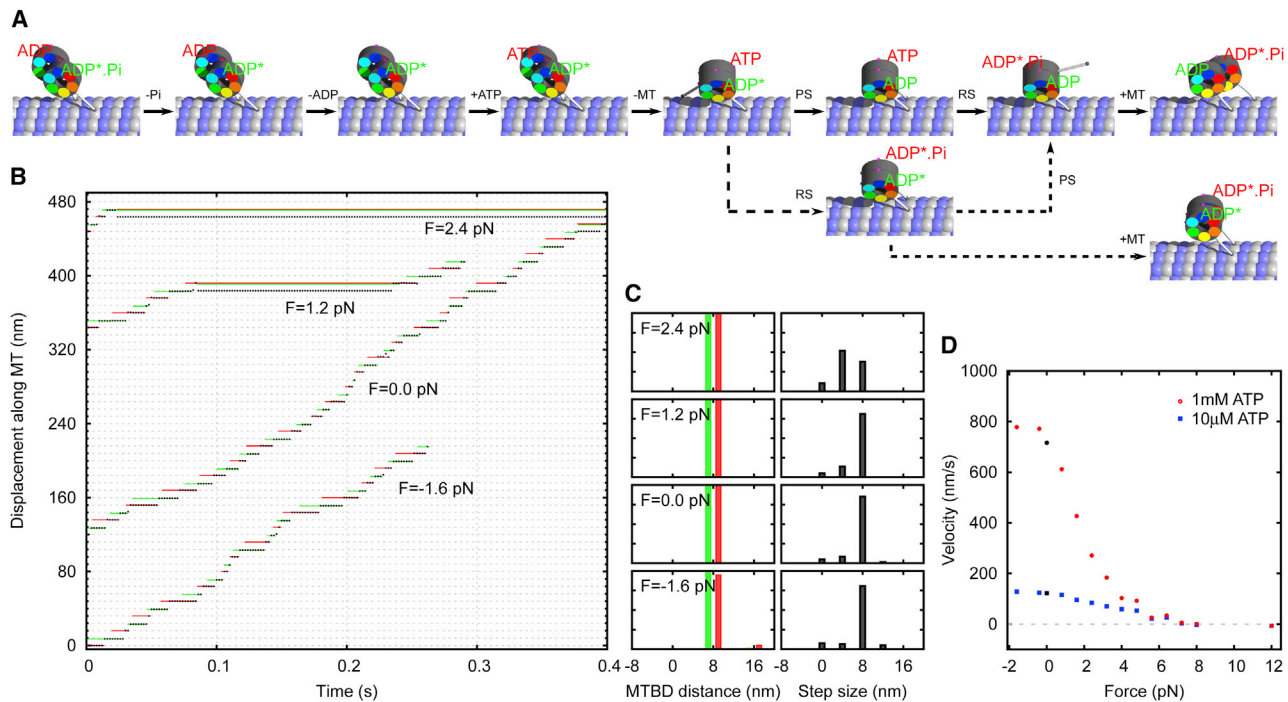 A
ADP
ADP*.Pi
ADP
ADP*
ADP*
ATP
ADP*
ATP
ADP*
ATP
ADP
ADP*.Pi
ADP
ADP*.Pi
ADP
-Pi
-ADP
+ATP
-MT
PS
RS
+MT
RS
ADP*.Pi
ADP*
PS
+MT
ADP*.Pi
ADP*
B
480
400
320
240
160
80
0
Displacement along MT (nm)
F=2.4 pN
F=1.2 pN
F=0.0 pN
F=-1.6 pN
0
0.1
0.2
0.3
0.4
Time (s)
C
F=2.4 pN
F=1.2 pN
F=0.0 pN
F=-1.6 pN
-8
0
8
16
-8
0
8
16
MTBD distance (nm)
Step size (nm)
D
1000
800
600
400
200
0
Velocity (nm/s)
1mM ATP
10μM ATP
-2
0
2
4
6
8
10
12
Force (pN)